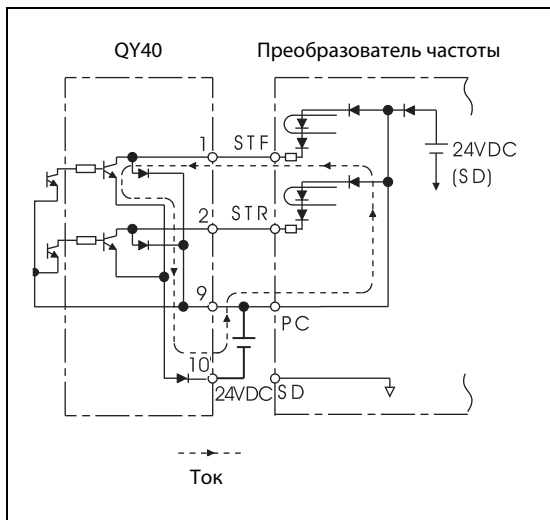 QY40
Преобразователь частоты
1 STF
24VDC
(SD)
2 STR
9
PC
10
24VDC SD
Ток